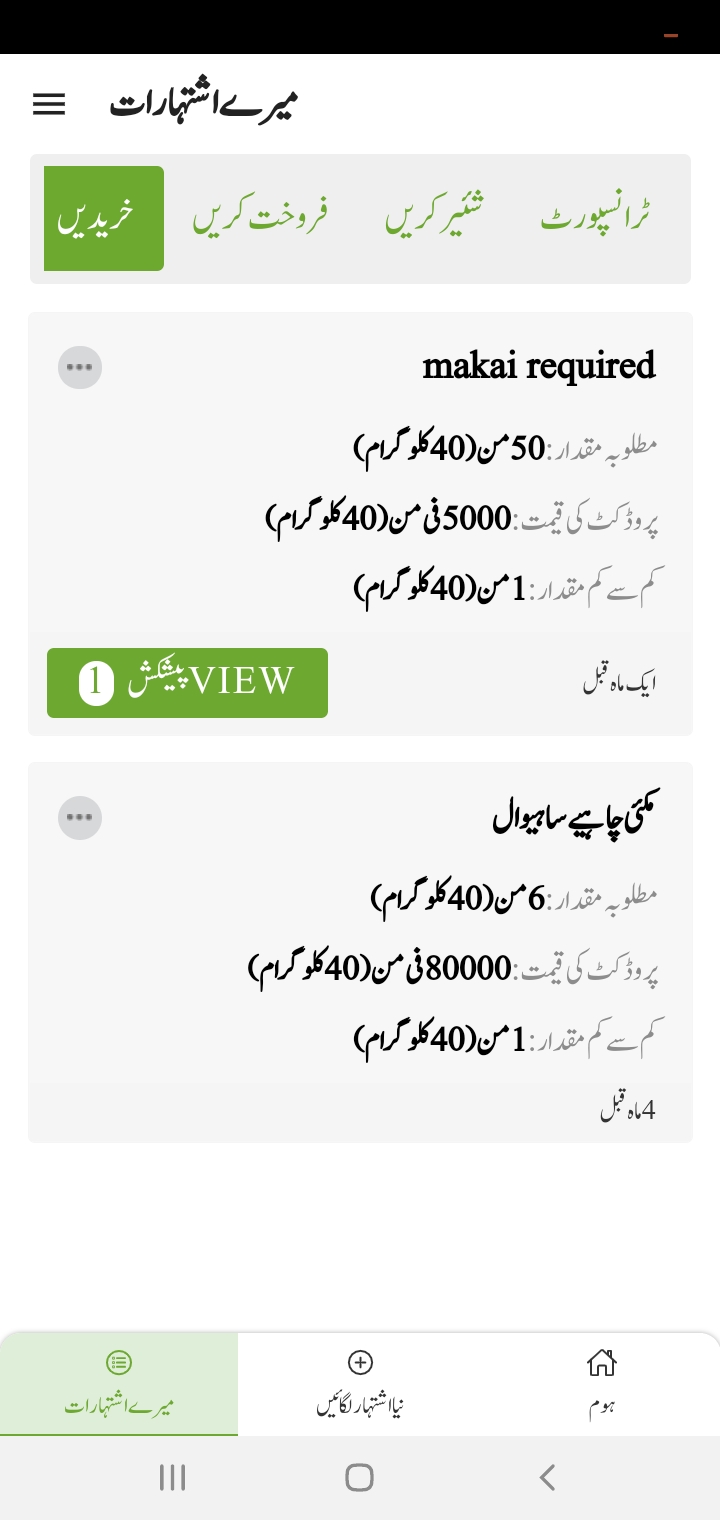 میرے اشتہارات
ٹرانسپورٹ
شئیر کریں
فروخت کریں
خریدیں
makai required
مطلوبہ مقدار: 50 من (40 کلو گرام)
پروڈکٹ کی قیمت: 5000 فی من (40 کلو گرام)
کم سے کم مقدار: 1 من (40 کلو گرام)
ایک ماہ قبل
VIEW پیشکش 1
مکئی چاہیے ساہیوال
مطلوبہ مقدار: 6 من (40 کلو گرام)
پروڈکٹ کی قیمت: 80000 فی من (40 کلو گرام)
کم سے کم مقدار: 1 من (40 کلو گرام)
4 ماہ قبل
ہوم
نیا اشتہار لگائیں
میرے اشتہارات